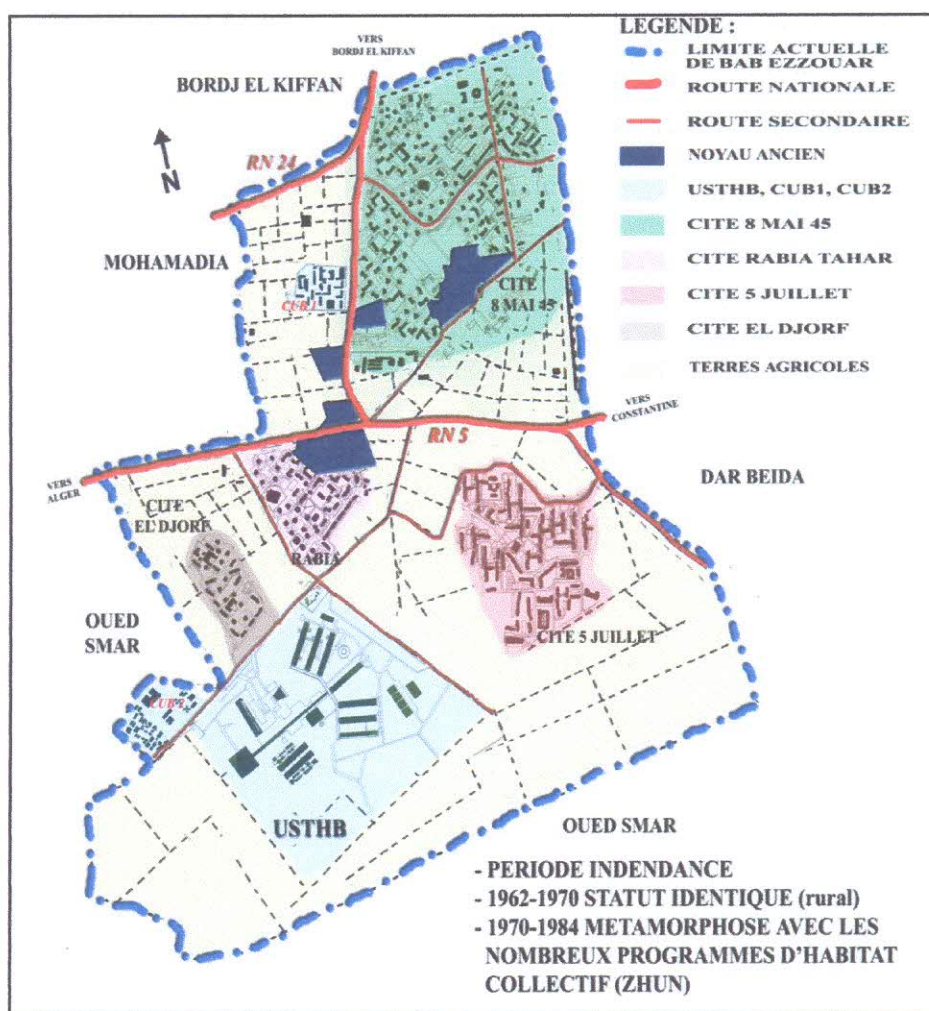 LEGENDE :
LIMITE ACTUELLE
DE BAB EZZOUAR
ROUTE NATIONALE
ROUTE SECONDAIRE
NOYAU ANCIEN
USTHB, CUB1, CUB2
CITE 8 MAI 45
CITE RABIA TAHAR
CITE 5 JUILLET
CITE EL DJORF
TERRES AGRICOLES
VERS
BORDJ EL KIFFAN
BORDJ EL KIFFAN
N
RN 24
MOHAMADIA
CUB 1
CITE
8 MAI 45
VERS
CONSTANTINE
RN 5
VERS
ALGER
DAR BEIDA
CITE
EL DJORF
RABIA
OUED
SMAR
CITE 5 JUILLET
CUB 2
USTHB
OUED SMAR
- PERIODE INDENDANCE
- 1962-1970 STATUT IDENTIQUE (rural)
- 1970-1984 METAMORPHOSE AVEC LES
NOMBREUX PROGRAMMES D'HABITAT
COLLECTIF (ZHUN)